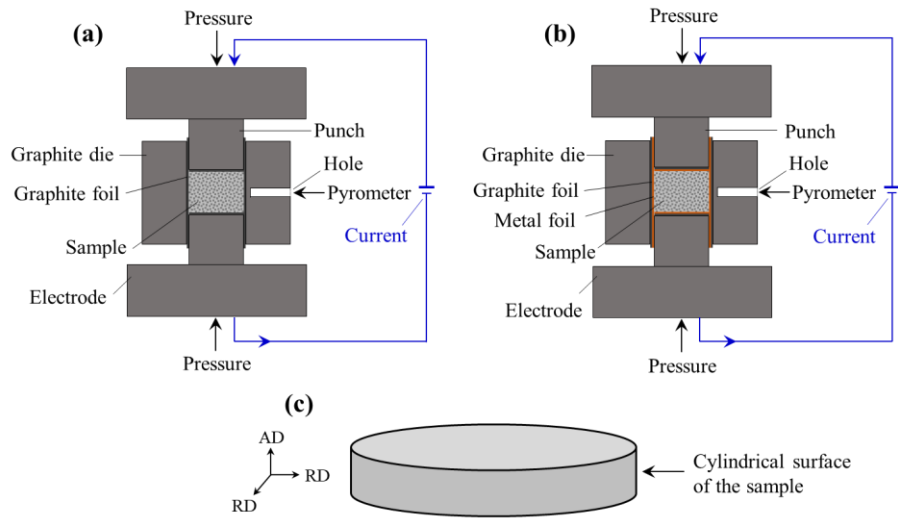 (a)
Pressure
Punch
Graphite die
Hole
Graphite foil
Pyrometer
Sample
Current
Electrode
Pressure
(b)
Pressure
Punch
Graphite die
Hole
Graphite foil
Pyrometer
Metal foil
Current
Sample
Electrode
Pressure
(c)
AD
RD
RD
Cylindrical surface
of the sample